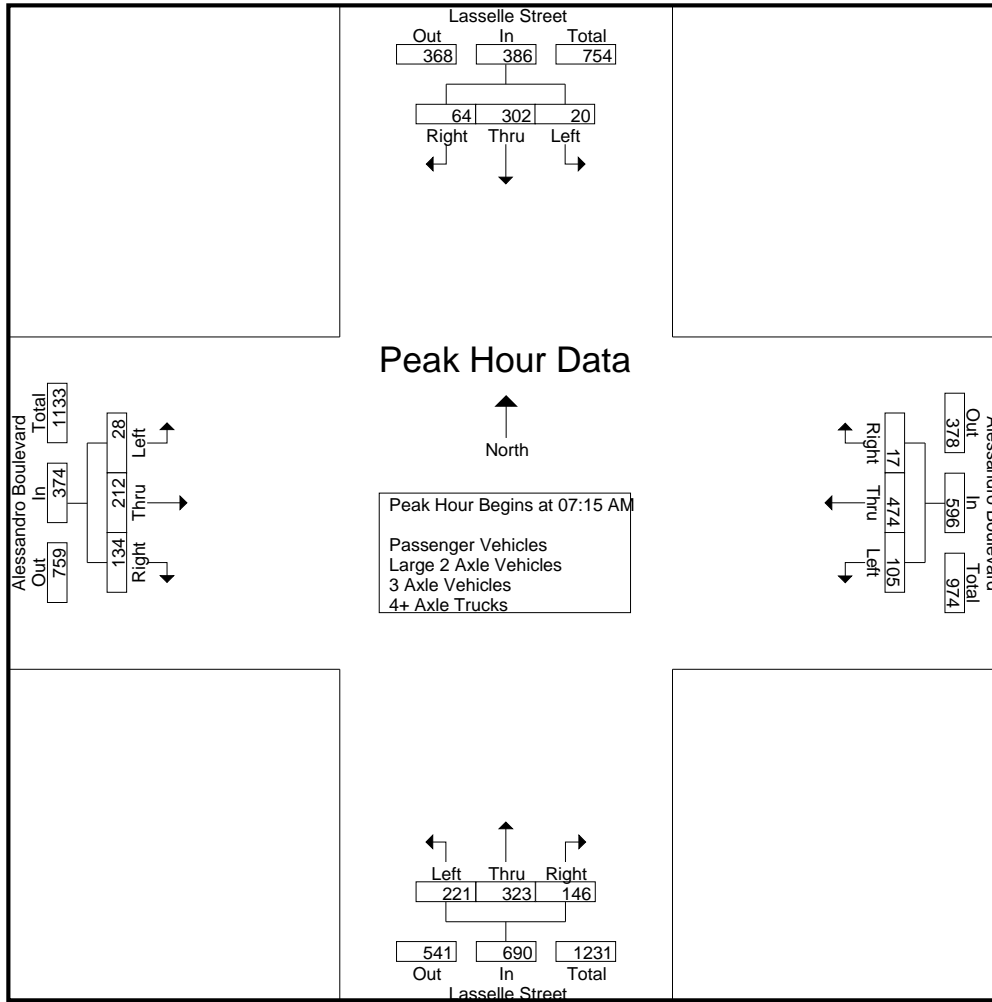 Lasselle Street
Out In Total
368 386 754
64 302 20
Right Thru Left
Peak Hour Data
North
Peak Hour Begins at 07:15 AM
Passenger Vehicles
Large 2 Axle Vehicles
3 Axle Vehicles
4+ Axle Trucks
Alessandro Boulevard
Out In Total
759 374 1133
Left Thru Right
28 212 134
Alessandro Boulevard
Out In Total
378 596 974
Right Thru Left
17 474 105
Left Thru Right
221 323 146
541 690 1231
Out In Total
Lasselle Street